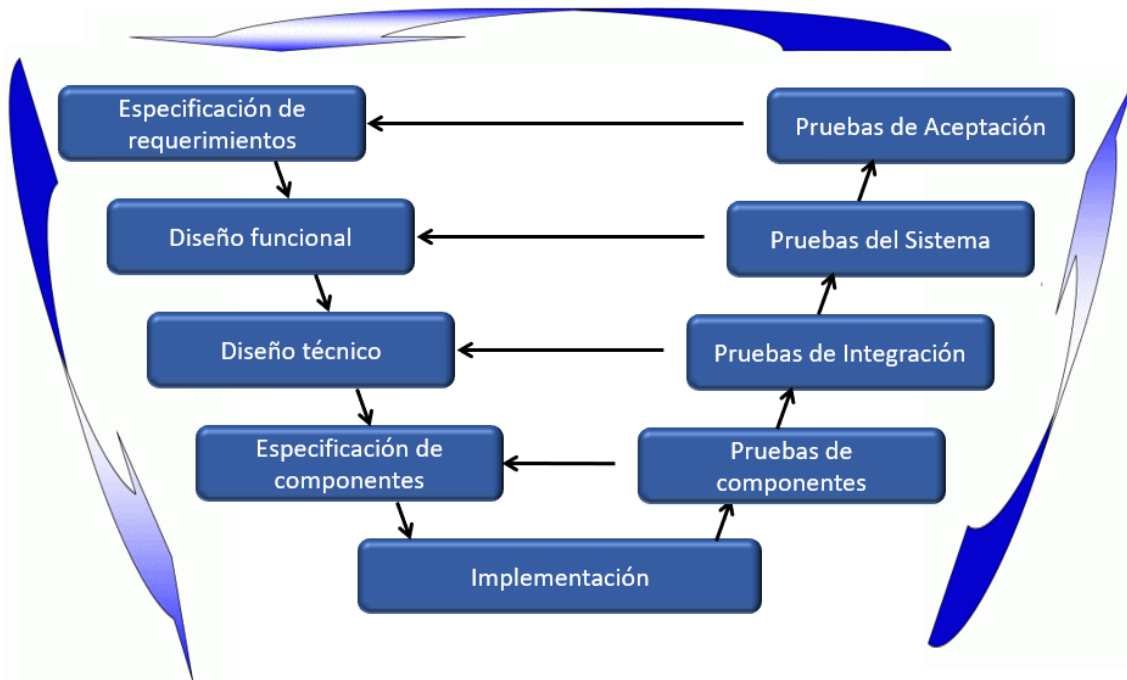 Especificación de
requerimientos
Pruebas de Aceptación
Diseño funcional
Pruebas del Sistema
Diseño técnico
Pruebas de Integración
Especificación de
componentes
Pruebas de
componentes
Implementación